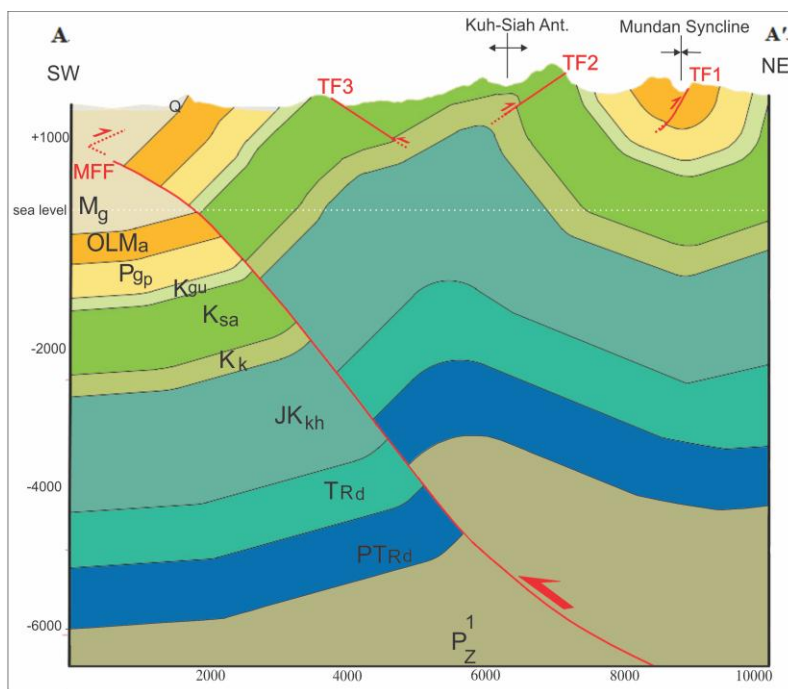 A
SW
Kuh-Siah Ant.
Mundan Syncline
A'
NE
TF3
TF2
TF1
Q
+1000
MFF
Mg
sea level
OLMa
Pgp
Kgu
Ksa
-2000
Kk
JKkh
-4000
TRd
PTRd
-6000
PZ1
2000
4000
6000
8000
10000